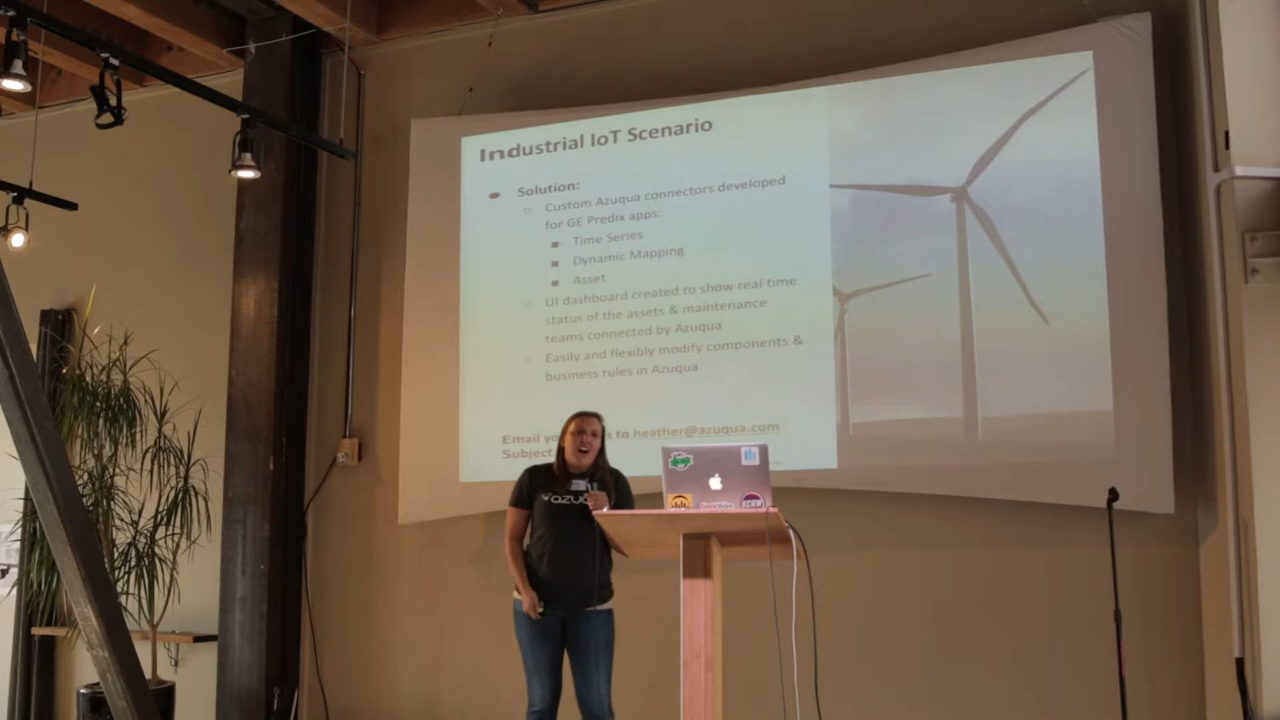 Industrial IoT Scenario
Solution:
Custom Azuqua connectors developed
for GE Predix apps:
Time Series
Dynamic Mapping
Asset
UI dashboard created to show real time
status of the assets & maintenance
teams connected by Azuqua
Easily and flexibly modify components &
business rules in Azuqua
Email to heather@azuqua.com
Subject
azuq
KCRW